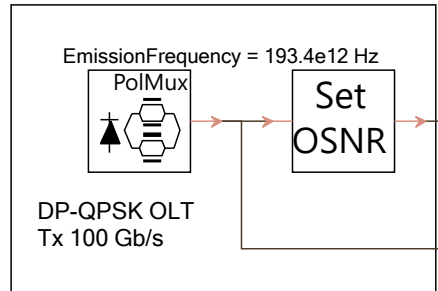 EmissionFrequency = 193.4e12 Hz
PolMux
Set
OSNR
DP-QPSK OLT
Tx 100 Gb/s